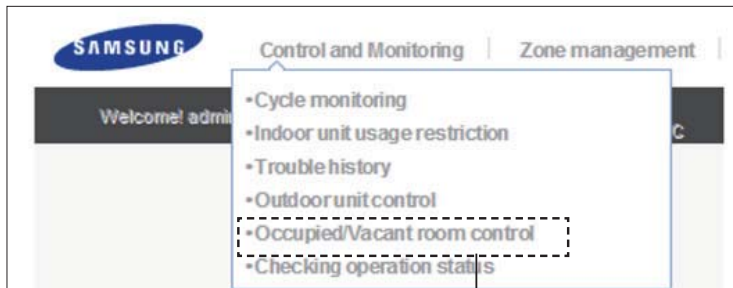 SAMSUNG Control and Monitoring Zone management
Welcome! admi
C
•Cycle monitoring
•Indoor unit usage restriction
•Trouble history
•Outdoor unit control
•Occupied/Vacant room control
•Checking operation status